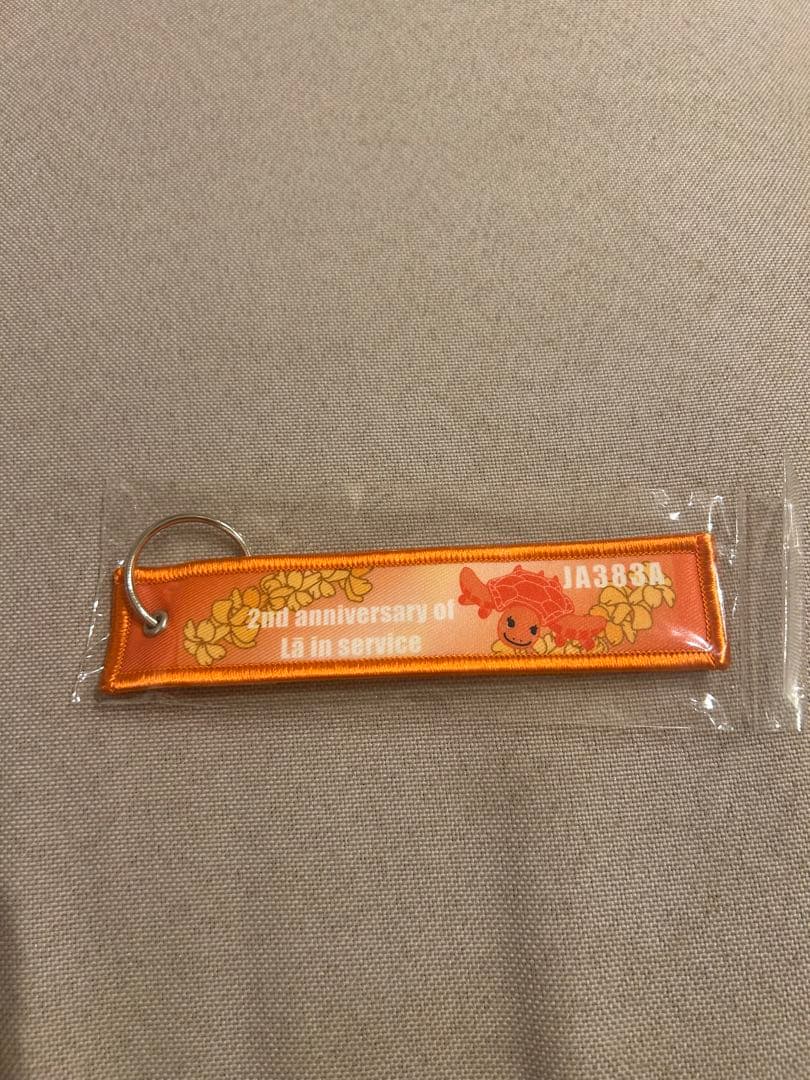 2nd anniversary of
Lā in service
JA383A